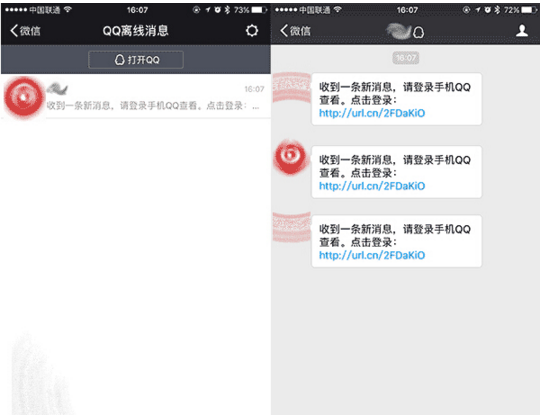 中国联通 16:07 73%
微信 QQ离线消息
打开QQ
16:07
收到一条新消息，请登录手机QQ查看。点击登录：...
中国联通 16:07 72%
微信
16:07
收到一条新消息，请登录手机QQ
查看。点击登录：
http://url.cn/2FDaKiO
收到一条新消息，请登录手机QQ
查看。点击登录：
http://url.cn/2FDaKiO
收到一条新消息，请登录手机QQ
查看。点击登录：
http://url.cn/2FDaKiO